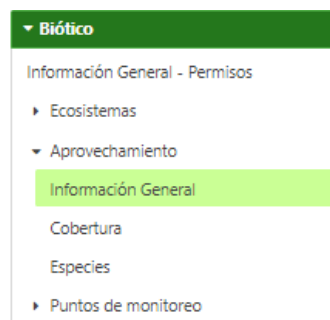 Biótico
Información General - Permisos
Ecosistemas
Aprovechamiento
Información General
Cobertura
Especies
Puntos de monitoreo